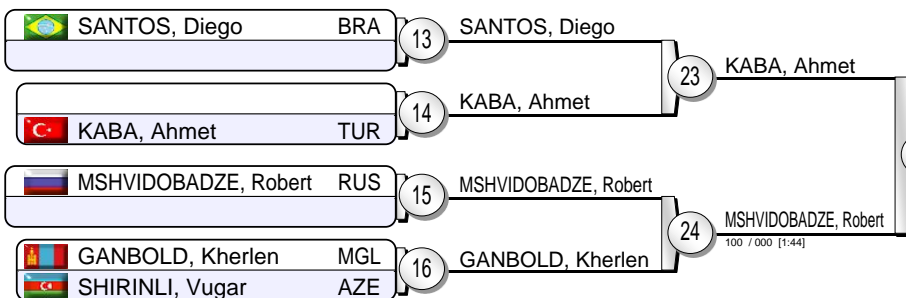 SANTOS, Diego BRA
13
SANTOS, Diego
23
KABA, Ahmet
14
KABA, Ahmet
KABA, Ahmet TUR
MSHVIDOBADZE, Robert RUS
15
MSHVIDOBADZE, Robert
24
MSHVIDOBADZE, Robert
100 / 000 [1:44]
GANBOLD, Kherlen MGL
16
GANBOLD, Kherlen
SHIRINLI, Vugar AZE